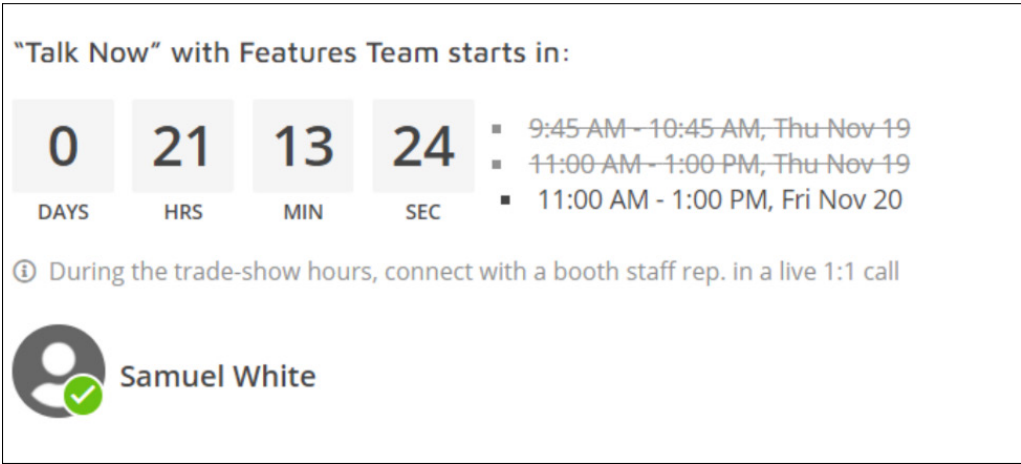 “Talk Now” with Features Team starts in:
0 21 13 24
DAYS HRS MIN SEC
▪ 9:45 AM - 10:45 AM, Thu Nov 19
▪ 11:00 AM - 1:00 PM, Thu Nov 19
▪ 11:00 AM - 1:00 PM, Fri Nov 20
During the trade-show hours, connect with a booth staff rep. in a live 1:1 call
Samuel White